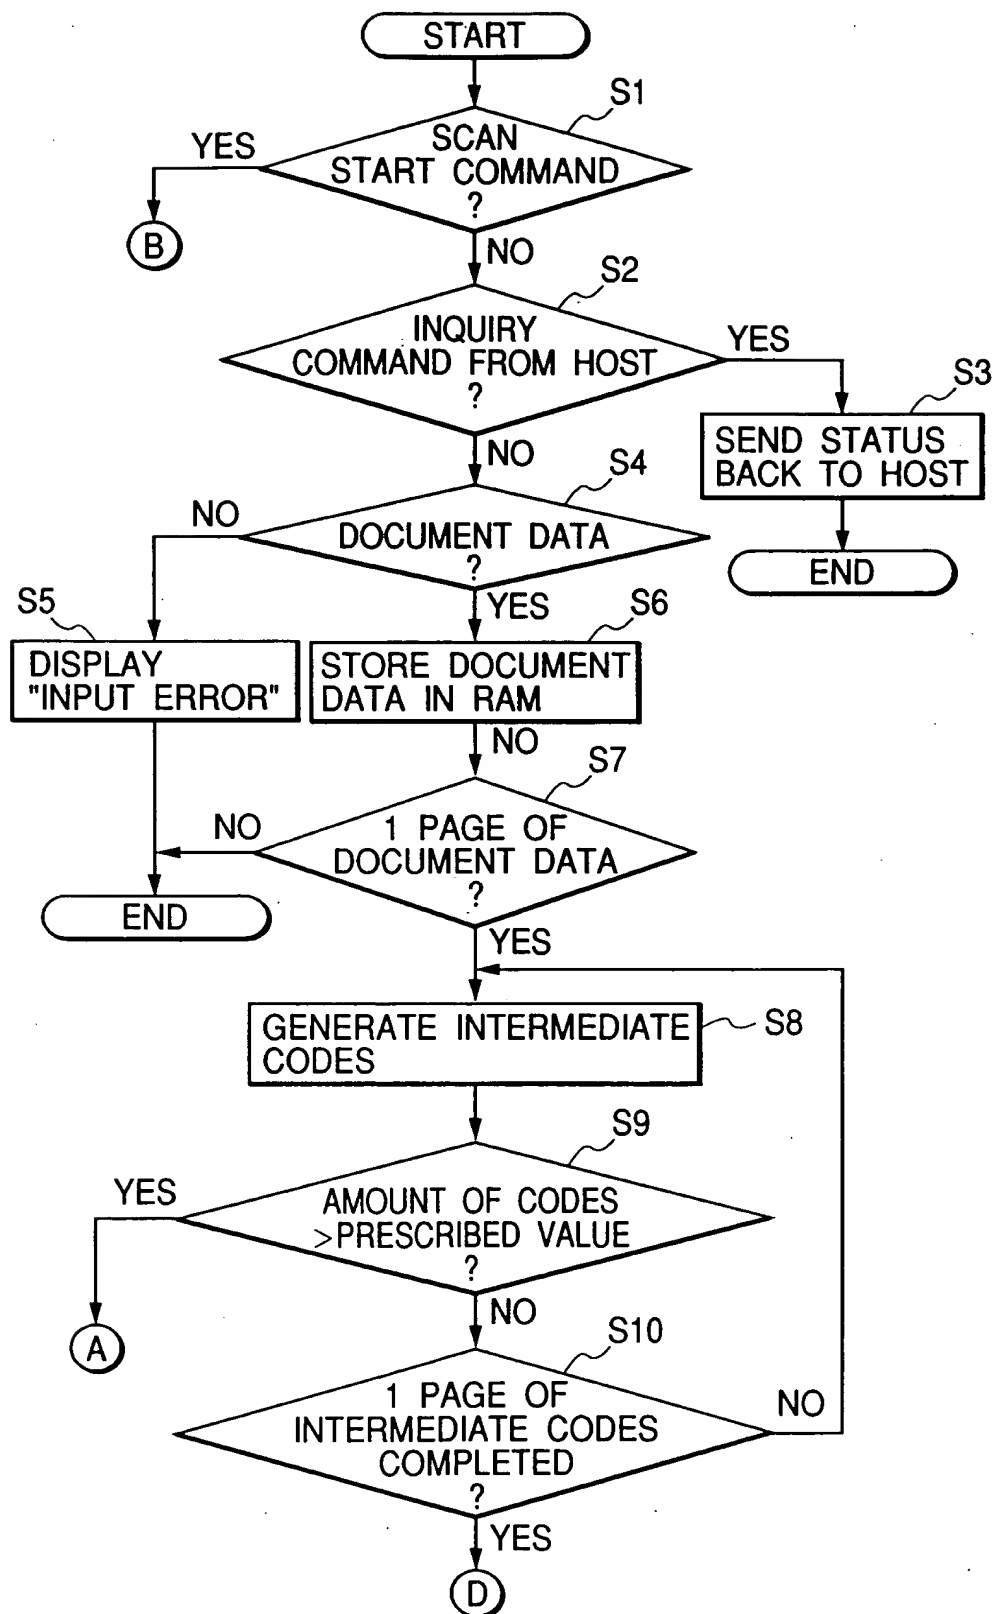 START
S1
YES
SCAN
START COMMAND
?
B
NO
S2
INQUIRY
COMMAND FROM HOST
?
YES
S3
SEND STATUS
BACK TO HOST
END
NO
S4
NO
DOCUMENT DATA
?
S5
YES
S6
DISPLAY
"INPUT ERROR"
STORE DOCUMENT
DATA IN RAM
NO
S7
NO
1 PAGE OF
DOCUMENT DATA
?
END
YES
GENERATE INTERMEDIATE
CODES
S8
S9
YES
AMOUNT OF CODES
>PRESCRIBED VALUE
?
A
NO
S10
1 PAGE OF
INTERMEDIATE CODES
COMPLETED
?
NO
YES
D